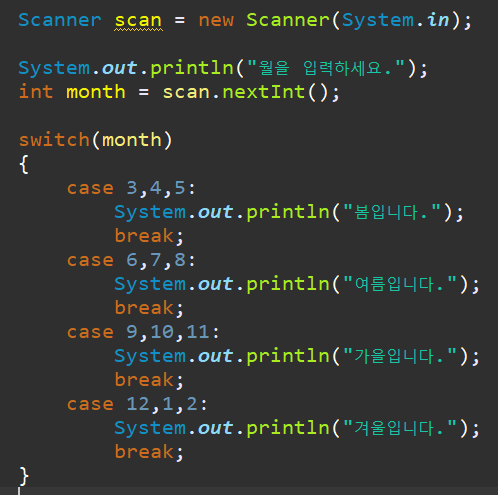 Scanner scan = new Scanner(System.in);
System.out.println("월을 입력하세요.");
int month = scan.nextInt();
switch(month)
{
case 3,4,5:
System.out.println("봄입니다.");
break;
case 6,7,8:
System.out.println("여름입니다.");
break;
case 9,10,11:
System.out.println("가을입니다.");
break;
case 12,1,2:
System.out.println("겨울입니다.");
break;
}